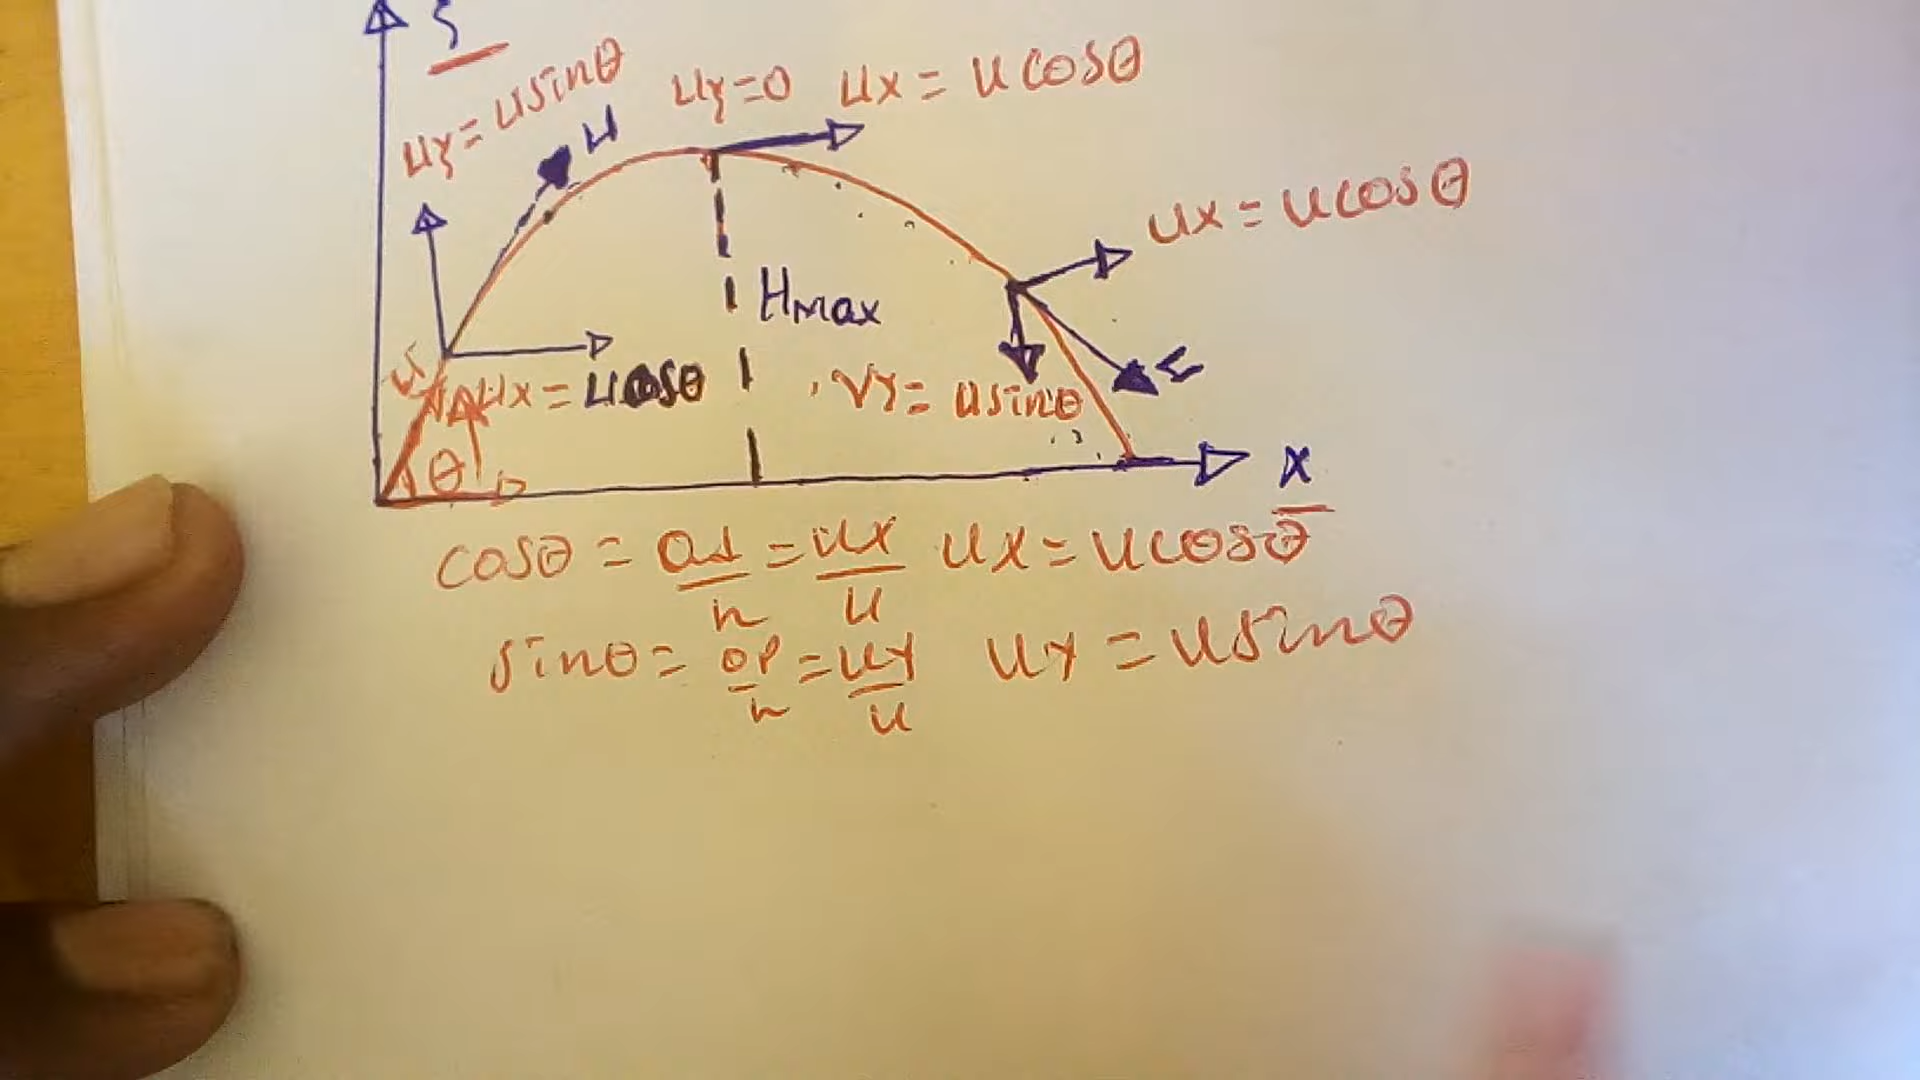 uy = usinθ
uy = 0 ux = ucosθ
u
ux = ucosθ
Hmax
u
ux = ucosθ
Vy = usinθ
θ
x
cosθ = ad/h = ux/u ux = ucosθ
sinθ = op/h = uy/u uy = usinθ